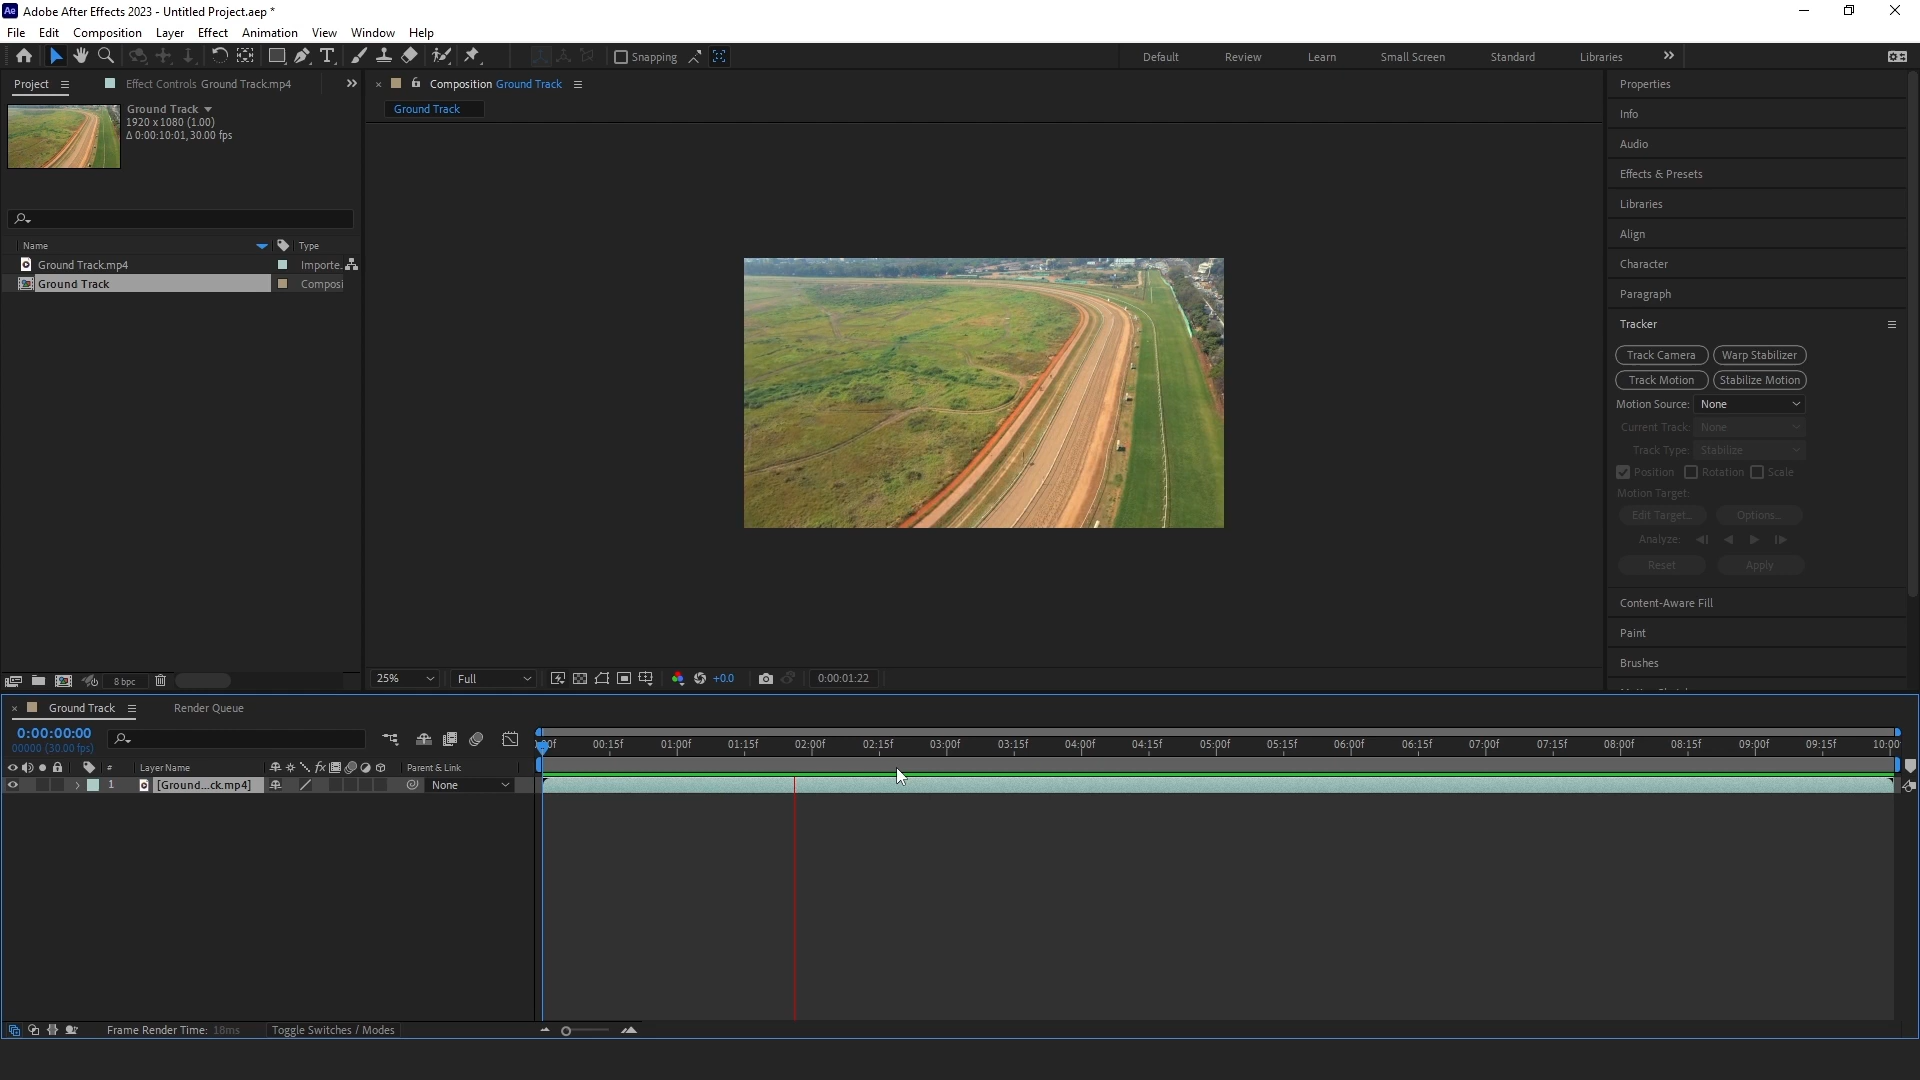 Ae Adobe After Effects 2023 - Untitled Project.aep *
File Edit Composition Layer Effect Animation View Window Help
Snapping Default Review Learn Small Screen Standard Libraries
Project Effect Controls Ground Track.mp4
Composition Ground Track
Ground Track
Ground Track
1920 x 1080 (1.00)
Δ 0:00:10:01, 30.00 fps
Name Type
Ground Track.mp4 Importe..
Ground Track Composi
Properties
Info
Audio
Effects & Presets
Libraries
Align
Character
Paragraph
Tracker
Track Camera Warp Stabilizer
Track Motion Stabilize Motion
Motion Source: None
Current Track: None
Track Type: Stabilize
Position Rotation Scale
Motion Target:
Edit Target... Options...
Analyze:
Reset Apply
Content-Aware Fill
Paint
Brushes
8 bpc
25% Full +0.0 0:00:01:22
Ground Track Render Queue
0:00:00:00
00000 (30.00 fps)
00f 00:15f 01:00f 01:15f 02:00f 02:15f 03:00f 03:15f 04:00f 04:15f 05:00f 05:15f 06:00f 06:15f 07:00f 07:15f 08:00f 08:15f 09:00f 09:15f 10:00
# Layer Name fx Parent & Link
1 [Ground...ck.mp4] None
Frame Render Time: 18ms Toggle Switches / Modes